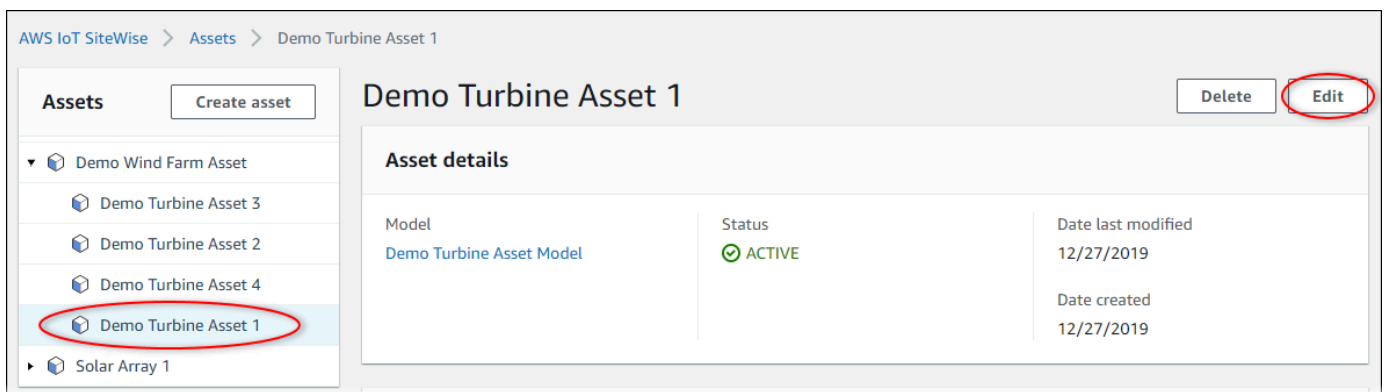 AWS IoT SiteWise > Assets > Demo Turbine Asset 1
Assets
Create asset
Demo Wind Farm Asset
Demo Turbine Asset 3
Demo Turbine Asset 2
Demo Turbine Asset 4
Demo Turbine Asset 1
Solar Array 1
Demo Turbine Asset 1
Delete
Edit
Asset details
Model
Demo Turbine Asset Model
Status
ACTIVE
Date last modified
12/27/2019
Date created
12/27/2019